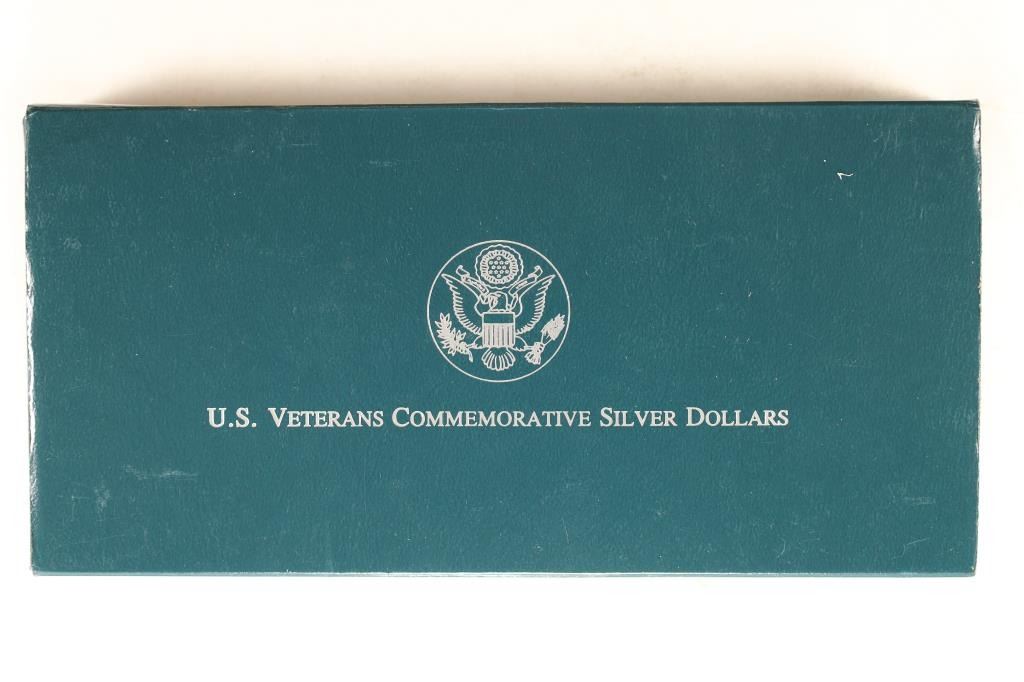 U.S. VETERANS COMMEMORATIVE SILVER DOLLARS